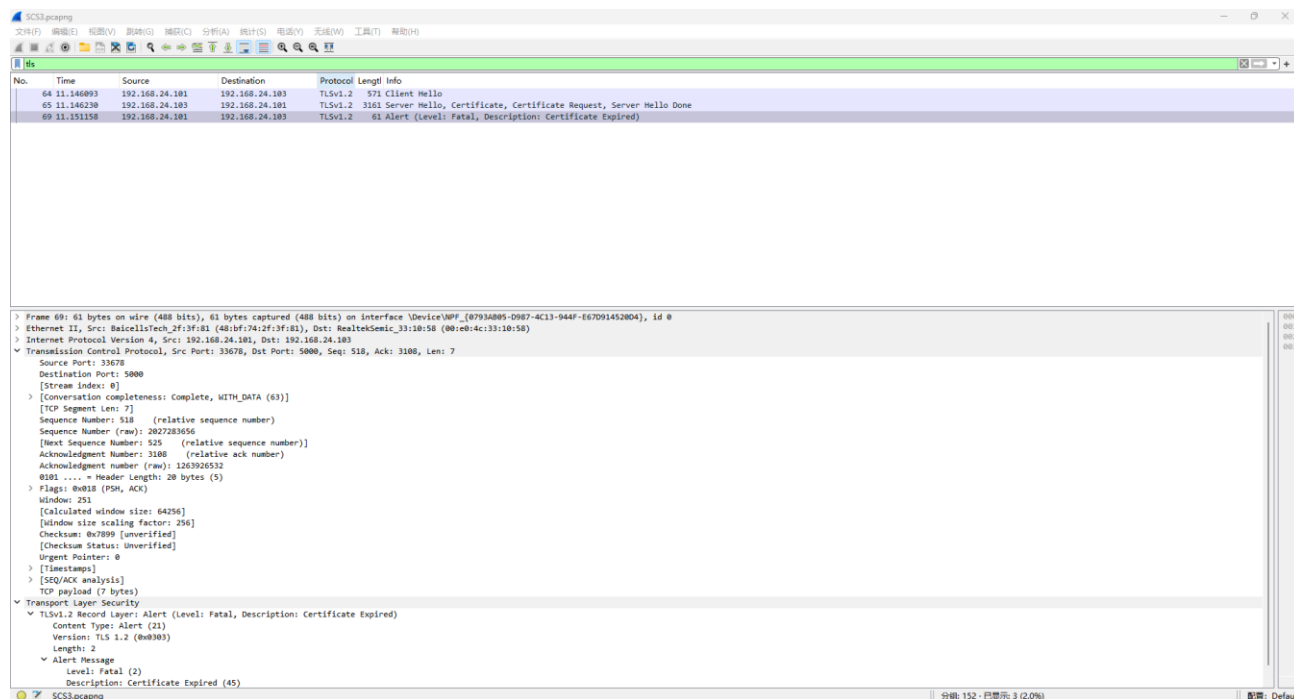 SCS3.pcapng
文件(F) 编辑(E) 视图(V) 跳转(G) 捕获(C) 分析(A) 统计(S) 电话(Y) 无线(W) 工具(T) 帮助(H)
tls
No. Time Source Destination Protocol Lengtl Info
64 11.146093 192.168.24.101 192.168.24.103 TLSv1.2 571 Client Hello
65 11.146230 192.168.24.103 192.168.24.101 TLSv1.2 3161 Server Hello, Certificate, Certificate Request, Server Hello Done
69 11.151158 192.168.24.101 192.168.24.103 TLSv1.2 61 Alert (Level: Fatal, Description: Certificate Expired)
Frame 69: 61 bytes on wire (488 bits), 61 bytes captured (488 bits) on interface \Device\NPF_{0793AB05-D987-4C13-944F-E67D914520D4}, id 0
Ethernet II, Src: BaicellsTech_2f:3f:81 (48:bf:74:2f:3f:81), Dst: RealtekSemic_33:10:58 (00:e0:4c:33:10:58)
Internet Protocol Version 4, Src: 192.168.24.101, Dst: 192.168.24.103
Transmission Control Protocol, Src Port: 33678, Dst Port: 5000, Seq: 518, Ack: 3108, Len: 7
Source Port: 33678
Destination Port: 5000
[Stream index: 0]
[Conversation completeness: Complete, WITH_DATA (63)]
[TCP Segment Len: 7]
Sequence Number: 518 (relative sequence number)
Sequence Number (raw): 2027283656
[Next Sequence Number: 525 (relative sequence number)]
Acknowledgment Number: 3108 (relative ack number)
Acknowledgment number (raw): 1263926532
0101 .... = Header Length: 20 bytes (5)
Flags: 0x018 (PSH, ACK)
Window: 251
[Calculated window size: 64256]
[Window size scaling factor: 256]
Checksum: 0x7899 [unverified]
[Checksum Status: Unverified]
Urgent Pointer: 0
[Timestamps]
[SEQ/ACK analysis]
TCP payload (7 bytes)
Transport Layer Security
TLSv1.2 Record Layer: Alert (Level: Fatal, Description: Certificate Expired)
Content Type: Alert (21)
Version: TLS 1.2 (0x0303)
Length: 2
Alert Message
Level: Fatal (2)
Description: Certificate Expired (45)
SCS3.pcapng 分组: 152 · 已显示: 3 (2.0%) 配置: Defau